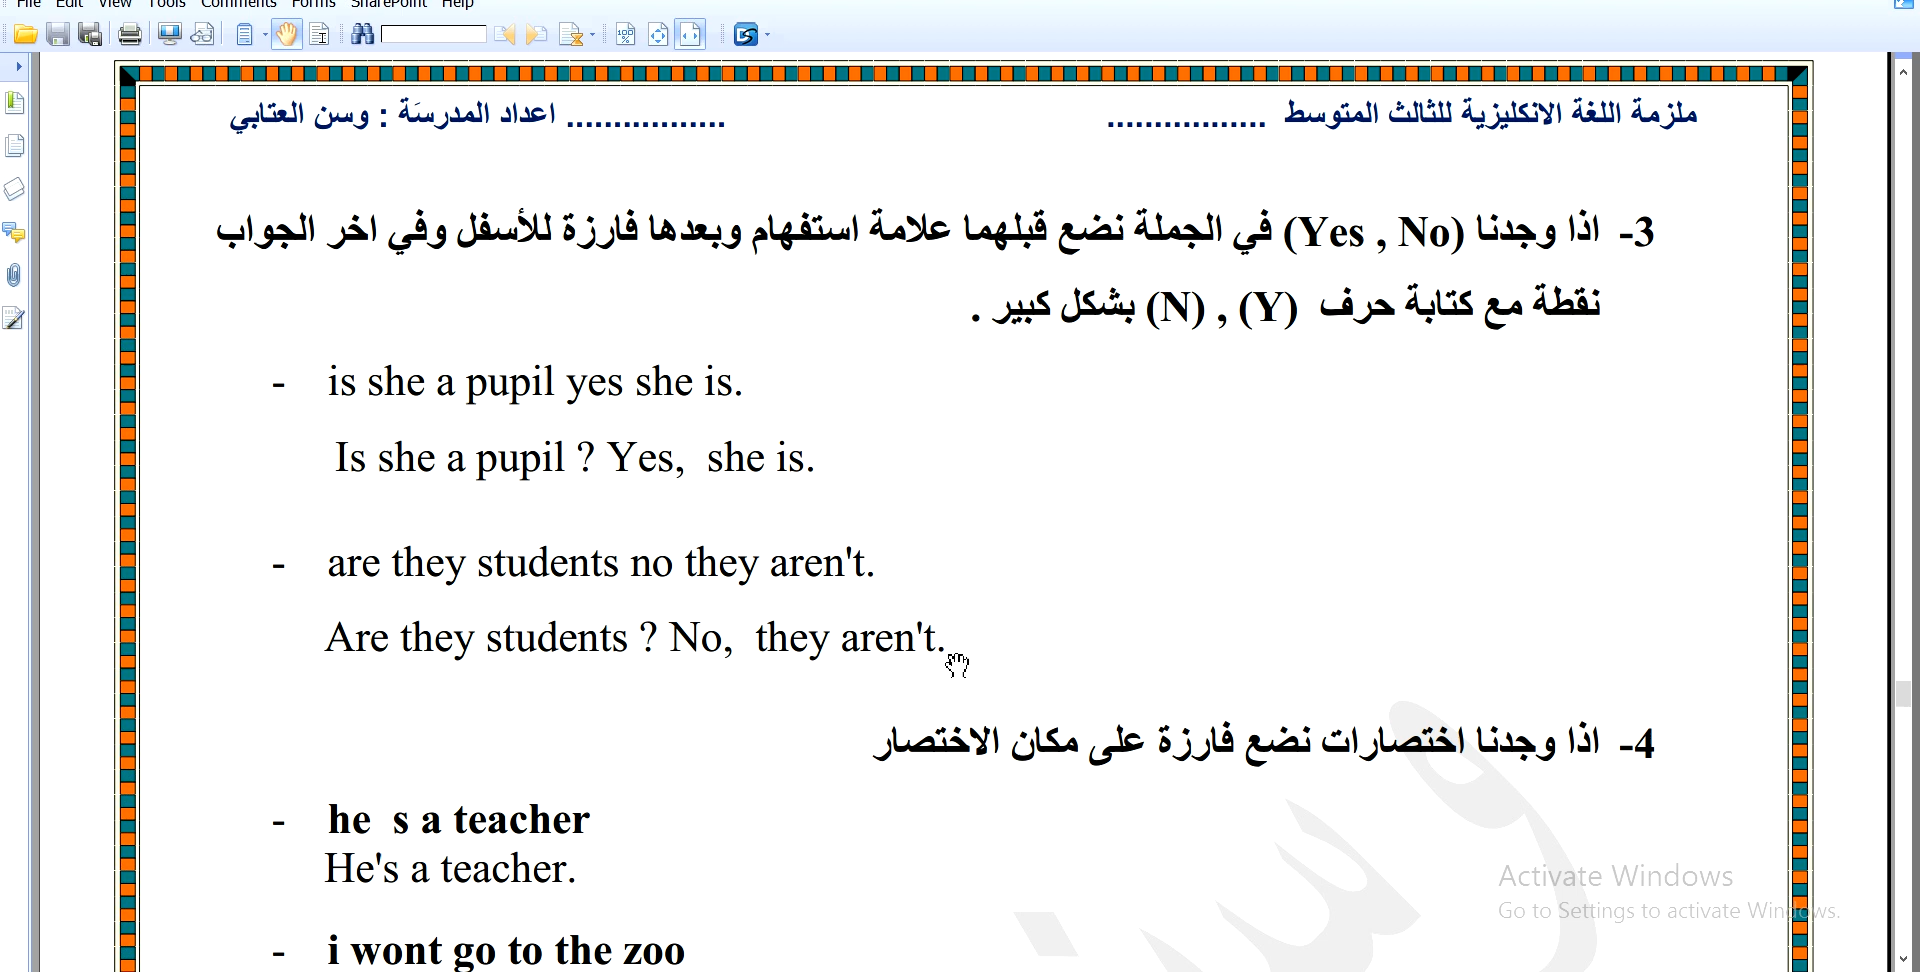 File Edit View Tools Comments Forms SharePoint Help
ملزمة اللغة الانكليزية للثالث المتوسط ................. ................. اعداد المدرسَة : وسن العتابي
3- اذا وجدنا (Yes , No) في الجملة نضع قبلهما علامة استفهام وبعدها فارزة للأسفل وفي اخر الجواب
نقطة مع كتابة حرف (Y) , (N) بشكل كبير .
- is she a pupil yes she is.
Is she a pupil ? Yes, she is.
- are they students no they aren't.
Are they students ? No, they aren't.
4- اذا وجدنا اختصارات نضع فارزة على مكان الاختصار
- he s a teacher
He's a teacher.
- i wont go to the zoo
Activate Windows
Go to Settings to activate Windows.